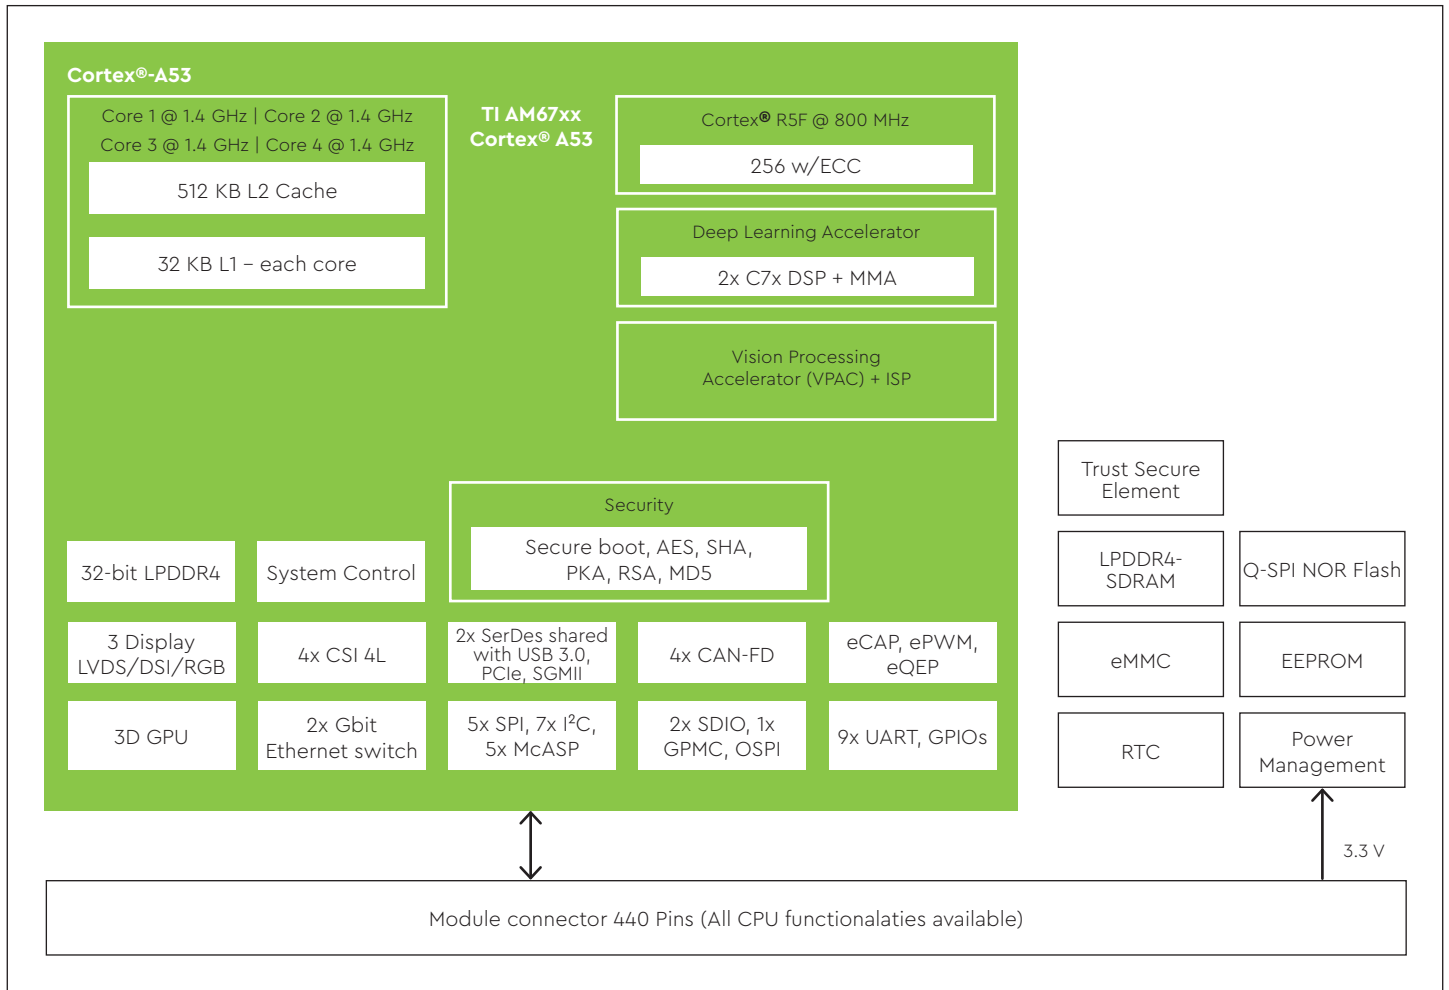 Cortex®-A53
Core 1 @ 1.4 GHz | Core 2 @ 1.4 GHz
Core 3 @ 1.4 GHz | Core 4 @ 1.4 GHz
512 KB L2 Cache
32 KB L1 – each core
TI AM67xx
Cortex® A53
Cortex® R5F @ 800 MHz
256 w/ECC
Deep Learning Accelerator
2x C7x DSP + MMA
Vision Processing
Accelerator (VPAC) + ISP
Security
Secure boot, AES, SHA,
PKA, RSA, MD5
32-bit LPDDR4
System Control
3 Display
LVDS/DSI/RGB
4x CSI 4L
2x SerDes shared
with USB 3.0,
PCIe, SGMII
4x CAN-FD
eCAP, ePWM,
eQEP
3D GPU
2x Gbit
Ethernet switch
5x SPI, 7x I²C,
5x McASP
2x SDIO, 1x
GPMC, OSPI
9x UART, GPIOs
Trust Secure
Element
LPDDR4-
SDRAM
Q-SPI NOR Flash
eMMC
EEPROM
RTC
Power
Management
3.3 V
Module connector 440 Pins (All CPU functionalaties available)